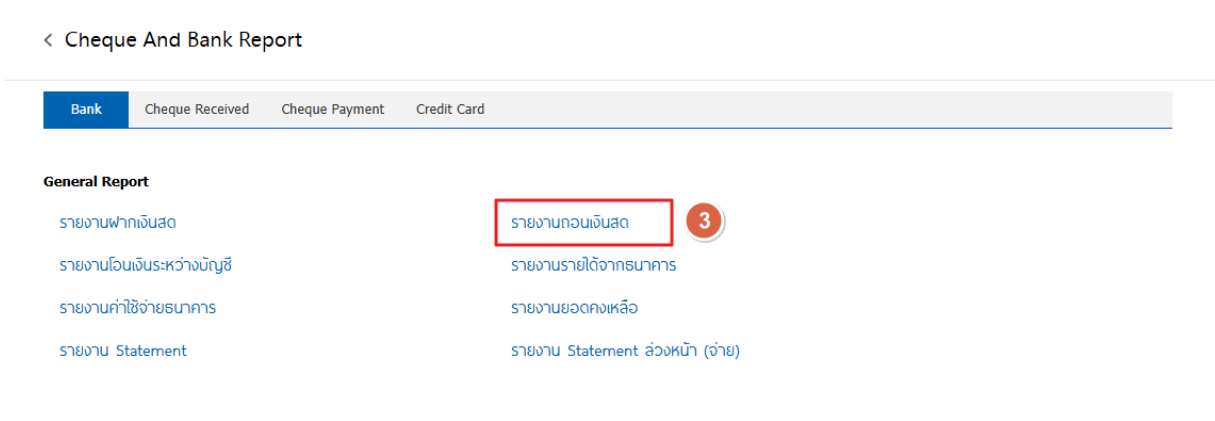 < Cheque And Bank Report
Bank Cheque Received Cheque Payment Credit Card
General Report
รายงานฝากเงินสด รายงานถอนเงินสด 3
รายงานโอนเงินระหว่างบัญชี รายงานรายได้จากธนาคาร
รายงานค่าใช้จ่ายธนาคาร รายงานยอดคงเหลือ
รายงาน Statement รายงาน Statement ล่วงหน้า (จ่าย)